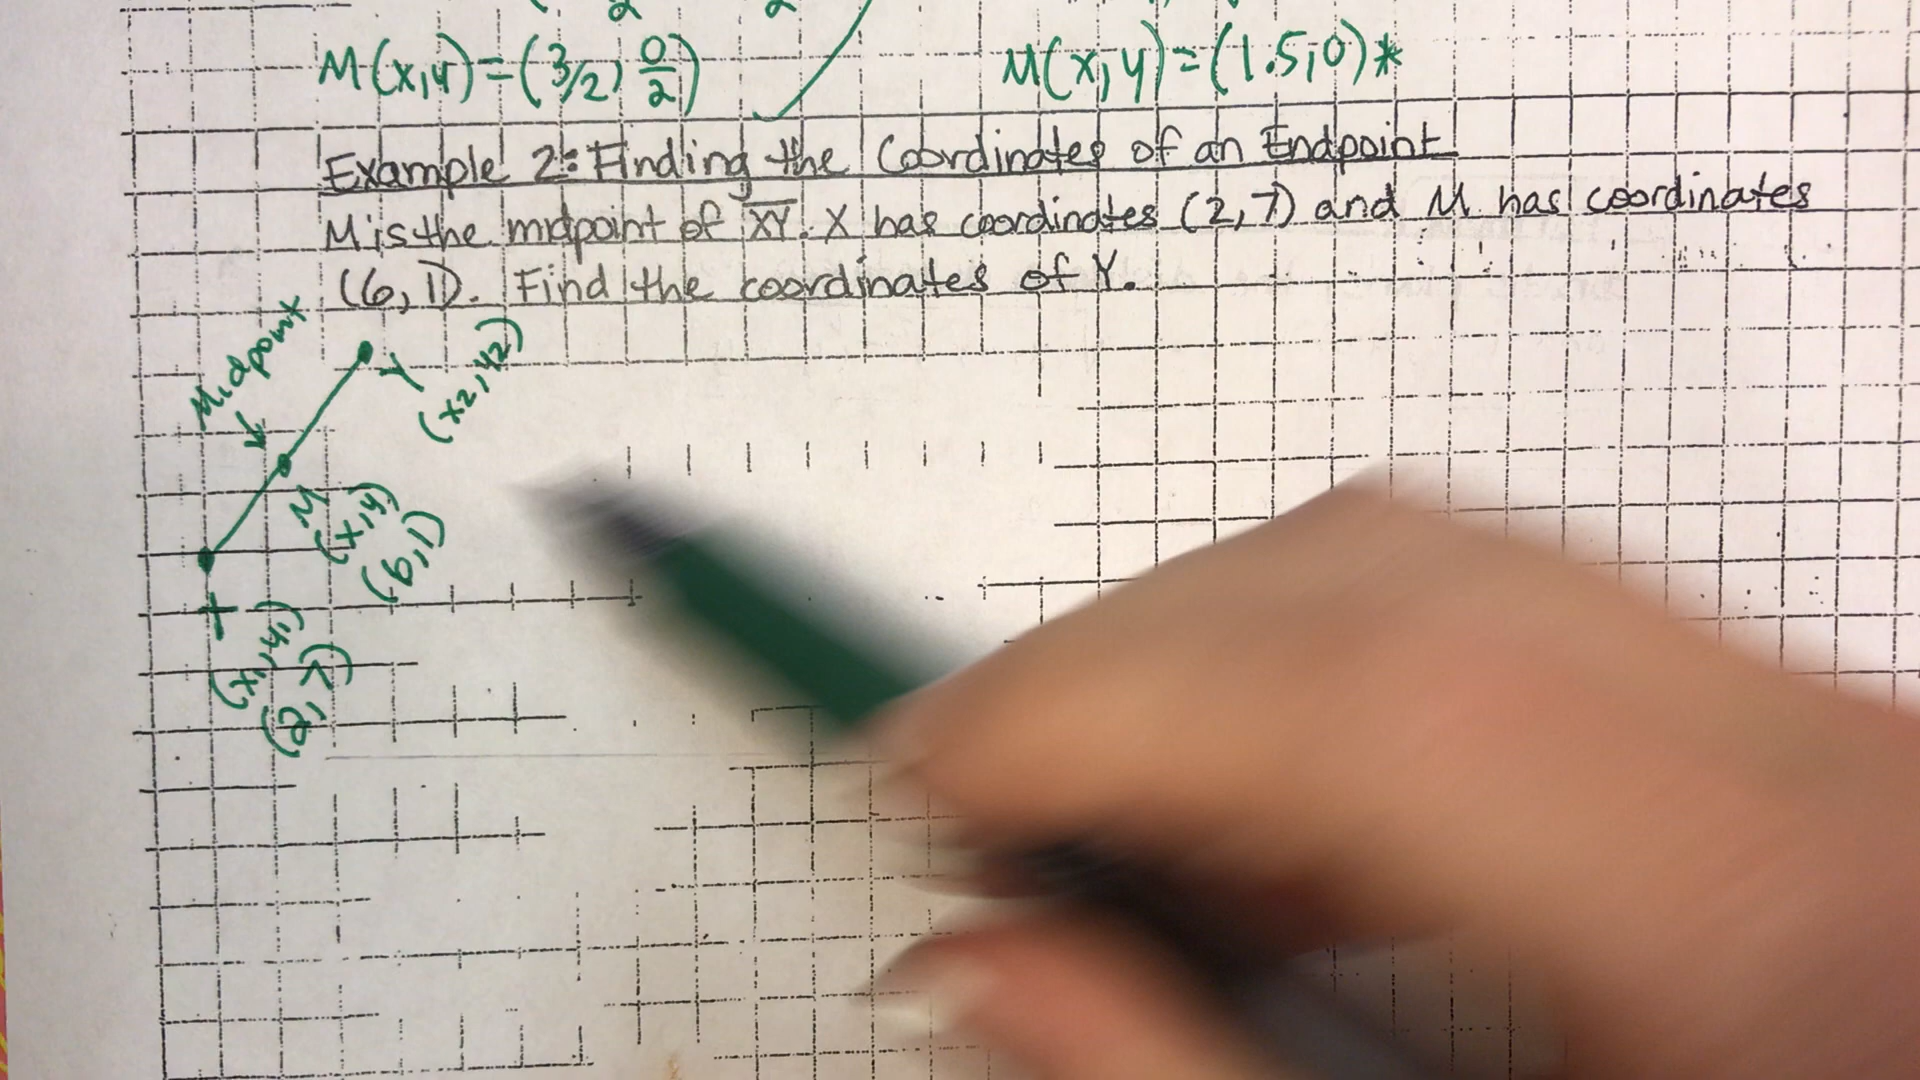 M(x,y)=(3/2, 0/2)
M(x,y)=(1.5,0)*
Example 2: Finding the Coordinates of an Endpoint
M is the midpoint of XY. X has coordinates (2,7) and M has coordinates
(6,1). Find the coordinates of Y.
Midpoint
Y
(x2,y2)
M
(x,y)
(6,1)
X
(x1,y1)
(2,7)